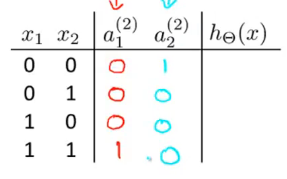 x₁ x₂ a₁⁽²⁾ a₂⁽²⁾ h_Θ(x)
0 0 0 1
0 1 0 0
1 0 0 0
1 1 1 0